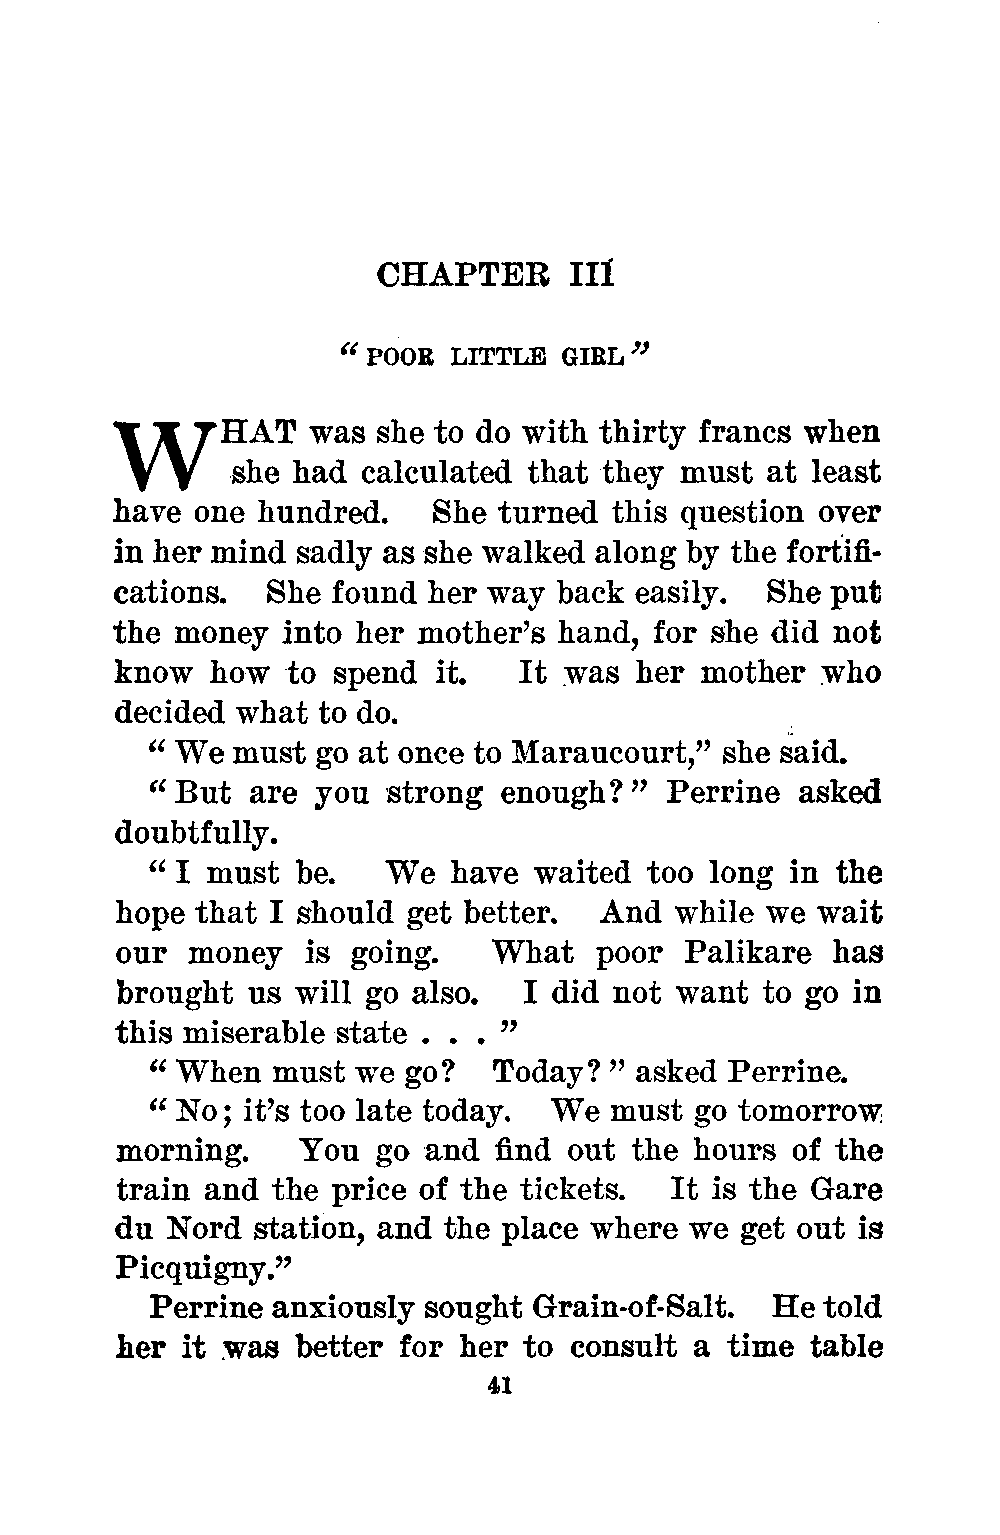 CHAPTER III
“POOR LITTLE GIRL”
WHAT was she to do with thirty francs when
she had calculated that they must at least
have one hundred. She turned this question over
in her mind sadly as she walked along by the fortifi-
cations. She found her way back easily. She put
the money into her mother’s hand, for she did not
know how to spend it. It was her mother who
decided what to do.
“We must go at once to Maraucourt,” she said.
“But are you strong enough?” Perrine asked
doubtfully.
“I must be. We have waited too long in the
hope that I should get better. And while we wait
our money is going. What poor Palikare has
brought us will go also. I did not want to go in
this miserable state . . . ”
“When must we go? Today?” asked Perrine.
“No; it’s too late today. We must go tomorrow
morning. You go and find out the hours of the
train and the price of the tickets. It is the Gare
du Nord station, and the place where we get out is
Picquigny.”
Perrine anxiously sought Grain-of-Salt. He told
her it was better for her to consult a time table
41